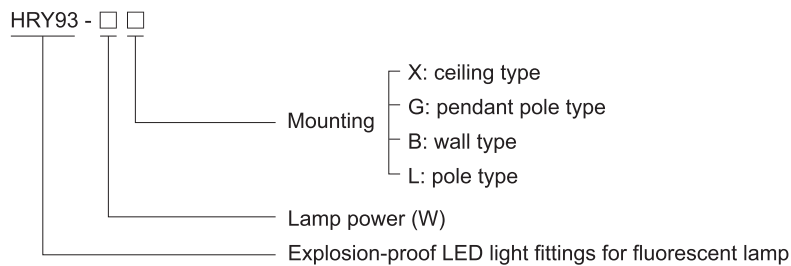 HRY93 - □ □
X: ceiling type
G: pendant pole type
Mounting
B: wall type
L: pole type
Lamp power (W)
Explosion-proof LED light fittings for fluorescent lamp